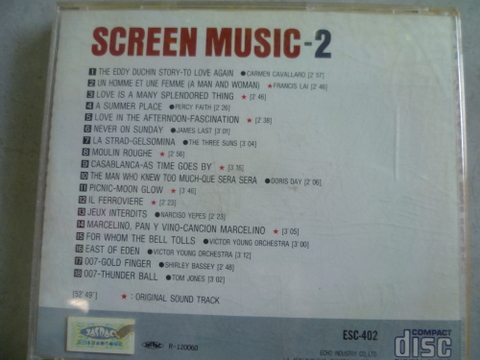 SCREEN MUSIC-2
1 THE EDDY DUCHIN STORY-TO LOVE AGAIN ●CARMEN CAVALLARO [2'57]
2 UN HOMME ET UNE FEMME (A MAN AND WOMAN) ★FRANCIS LAI [2'46]
3 LOVE IS A MANY SPLENDORED THING ★[2'46]
4 A SUMMER PLACE ●PERCY FAITH [2'26]
5 LOVE IN THE AFTERNOON-FASCINATION ★[2'38]
6 NEVER ON SUNDAY ●JAMES LAST [3'01]
7 LA STRAD-GELSOMINA ●THE THREE SUNS [3'04]
8 MOULIN ROUGHE ★[2'56]
9 CASABLANCA-AS TIME GOES BY ★[3'15]
10 THE MAN WHO KNEW TOO MUCH-QUE SERA SERA ●DORIS DAY [2'06]
11 PICNIC-MOON GLOW ★[3'46]
12 IL FERROVIERE ★[2'23]
13 JEUX INTERDITS ●NARCISO YEPES [2'23]
14 MARCELINO, PAN Y VINO-CANCION MARCELINO ★[3'05]
15 FOR WHOM THE BELL TOLLS ●VICTOR YOUNG ORCHESTRA [3'00]
16 EAST OF EDEN ●VICTOR YOUNG ORCHESTRA [3'12]
17 007-GOLD FINGER ●SHIRLEY BASSEY [2'48]
18 007-THUNDER BALL ●TOM JONES [3'02]
[52'49"] ★:ORIGINAL SOUND TRACK
R-120060
ESC-402
ECHO INDUSTRY CO., LTD.
COMPACT
disc